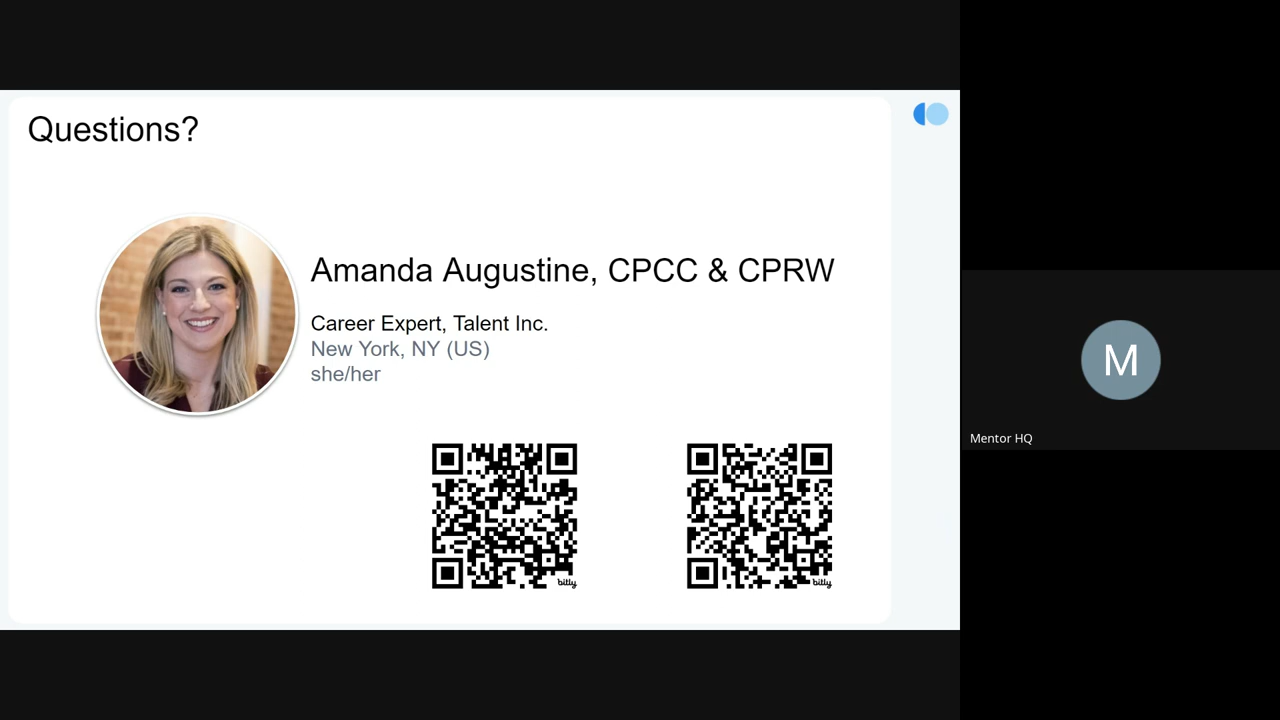 Questions?
Amanda Augustine, CPCC & CPRW
Career Expert, Talent Inc.
New York, NY (US)
she/her
bitly
bitly
M
Mentor HQ